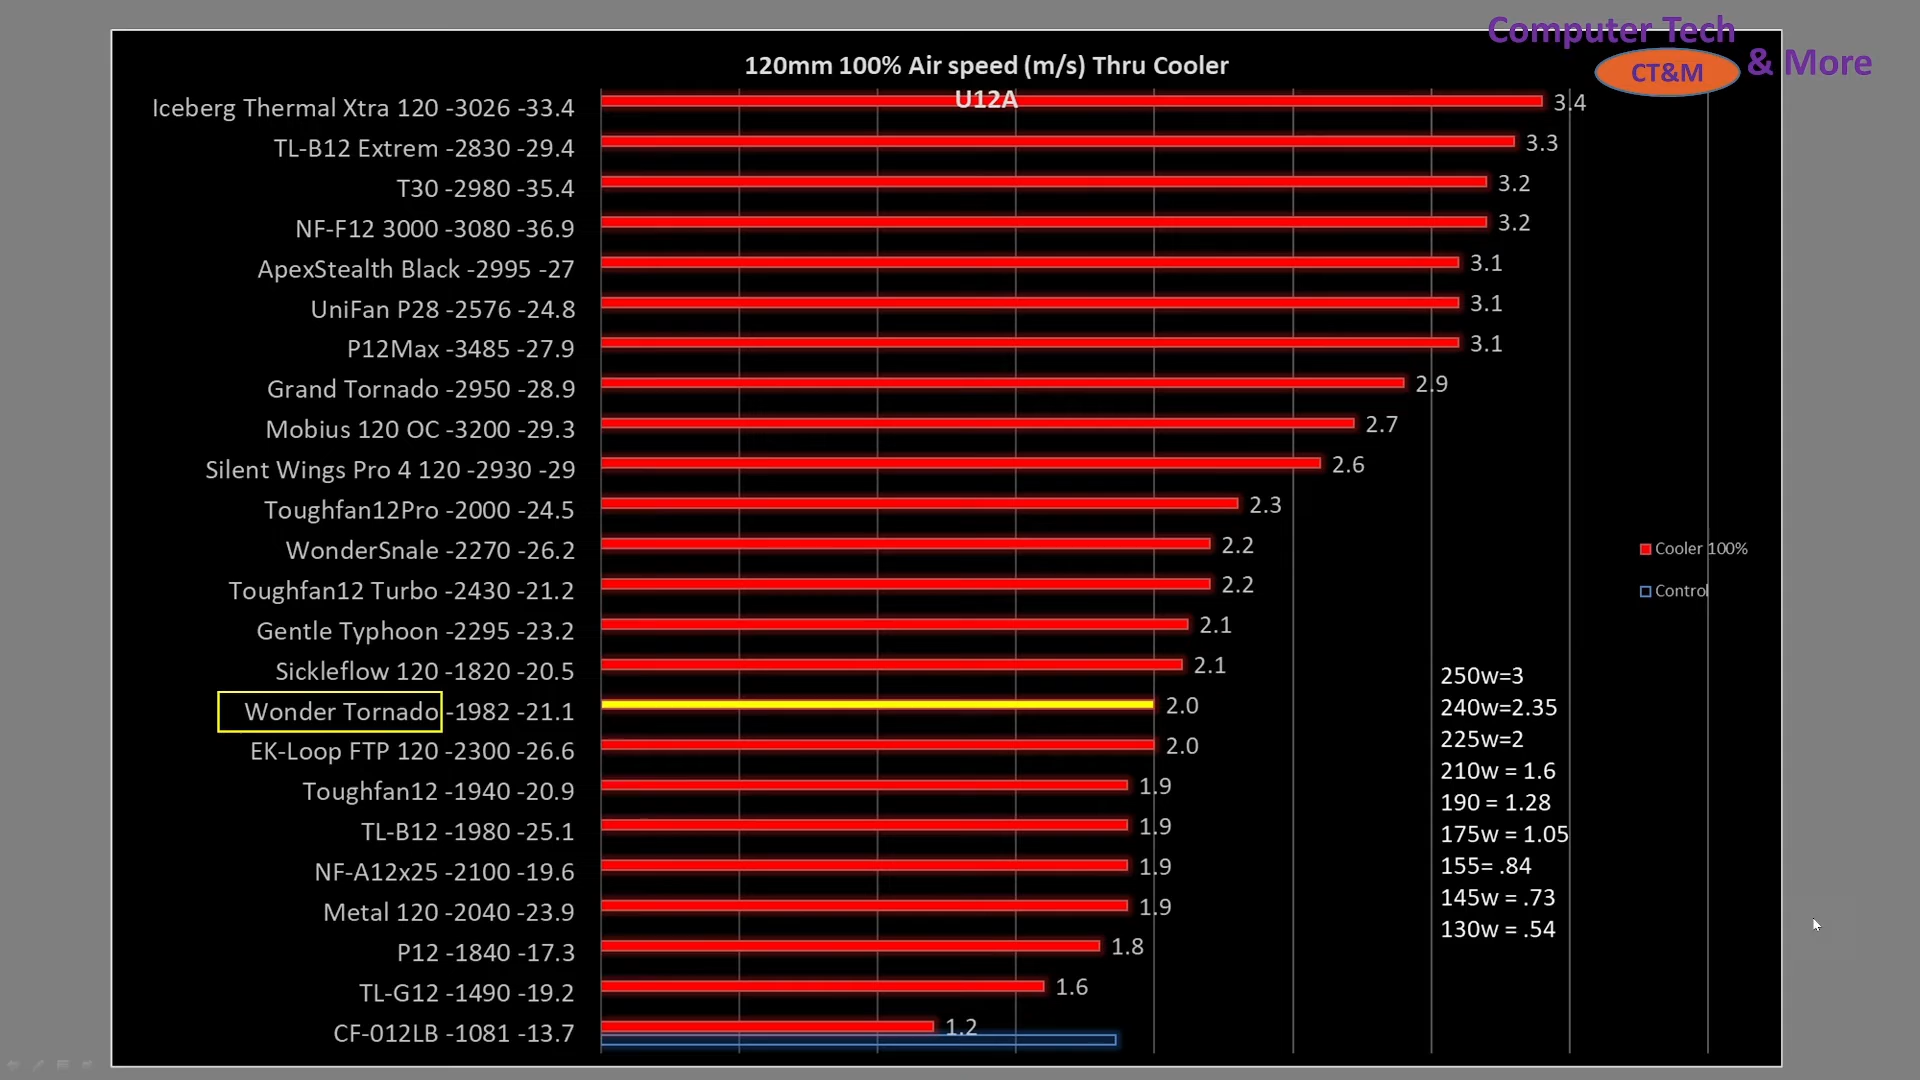 Computer Tech
CT&M
& More
120mm 100% Air speed (m/s) Thru Cooler
U12A
Iceberg Thermal Xtra 120 -3026 -33.4 3.4
TL-B12 Extrem -2830 -29.4 3.3
T30 -2980 -35.4 3.2
NF-F12 3000 -3080 -36.9 3.2
ApexStealth Black -2995 -27 3.1
UniFan P28 -2576 -24.8 3.1
P12Max -3485 -27.9 3.1
Grand Tornado -2950 -28.9 2.9
Mobius 120 OC -3200 -29.3 2.7
Silent Wings Pro 4 120 -2930 -29 2.6
Toughfan12Pro -2000 -24.5 2.3
WonderSnale -2270 -26.2 2.2
Toughfan12 Turbo -2430 -21.2 2.2
Gentle Typhoon -2295 -23.2 2.1
Sickleflow 120 -1820 -20.5 2.1
Wonder Tornado -1982 -21.1 2.0
EK-Loop FTP 120 -2300 -26.6 2.0
Toughfan12 -1940 -20.9 1.9
TL-B12 -1980 -25.1 1.9
NF-A12x25 -2100 -19.6 1.9
Metal 120 -2040 -23.9 1.9
P12 -1840 -17.3 1.8
TL-G12 -1490 -19.2 1.6
CF-012LB -1081 -13.7 1.2
Cooler 100%
Control
250w=3
240w=2.35
225w=2
210w = 1.6
190 = 1.28
175w = 1.05
155= .84
145w = .73
130w = .54